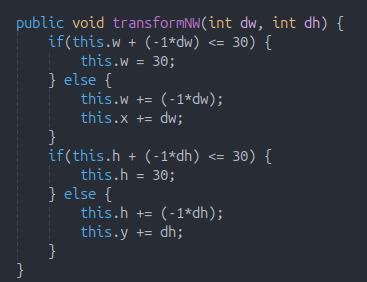 public void transformNW(int dw, int dh) {
    if(this.w + (-1*dw) <= 30) {
        this.w = 30;
    } else {
        this.w += (-1*dw);
        this.x += dw;
    }
    if(this.h + (-1*dh) <= 30) {
        this.h = 30;
    } else {
        this.h += (-1*dh);
        this.y += dh;
    }
}